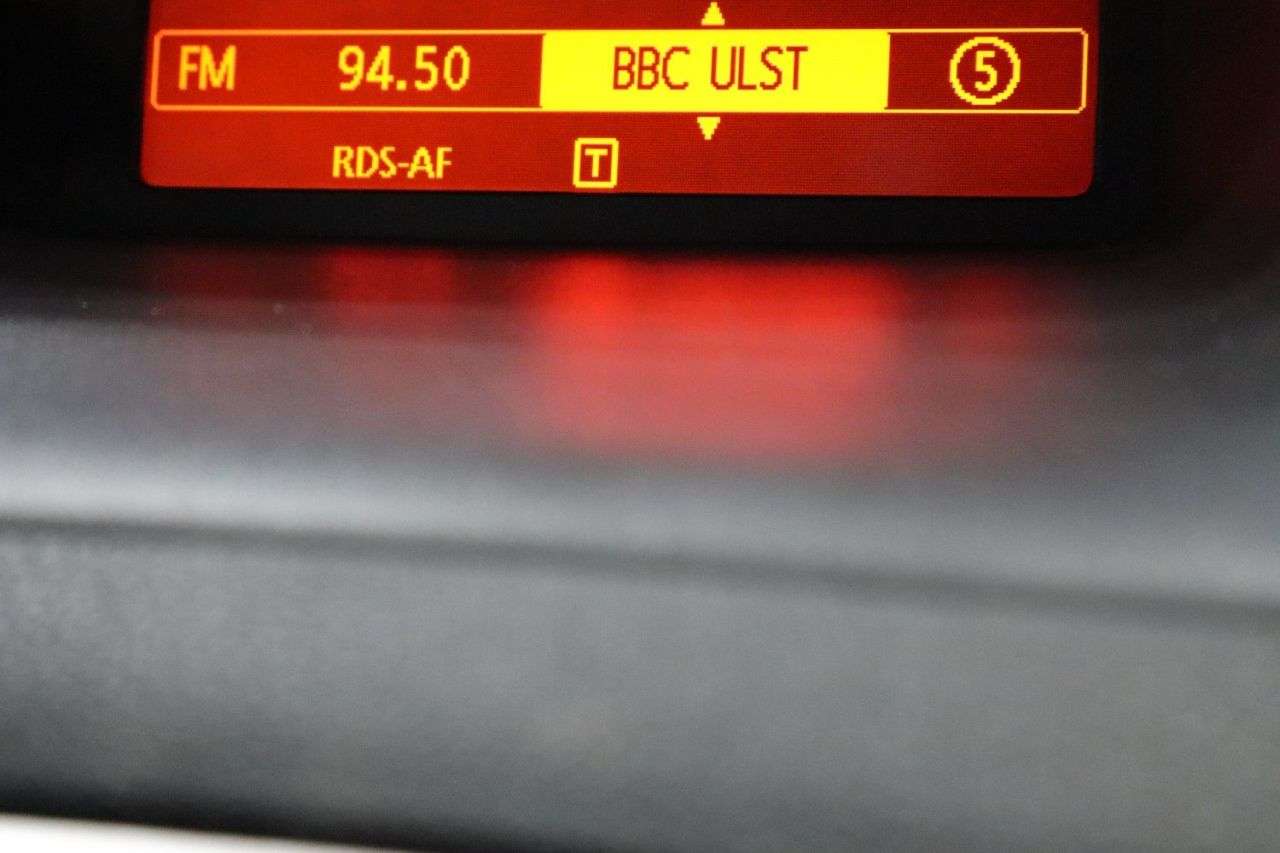 FM 94.50 BBC ULST 5
RDS-AF T